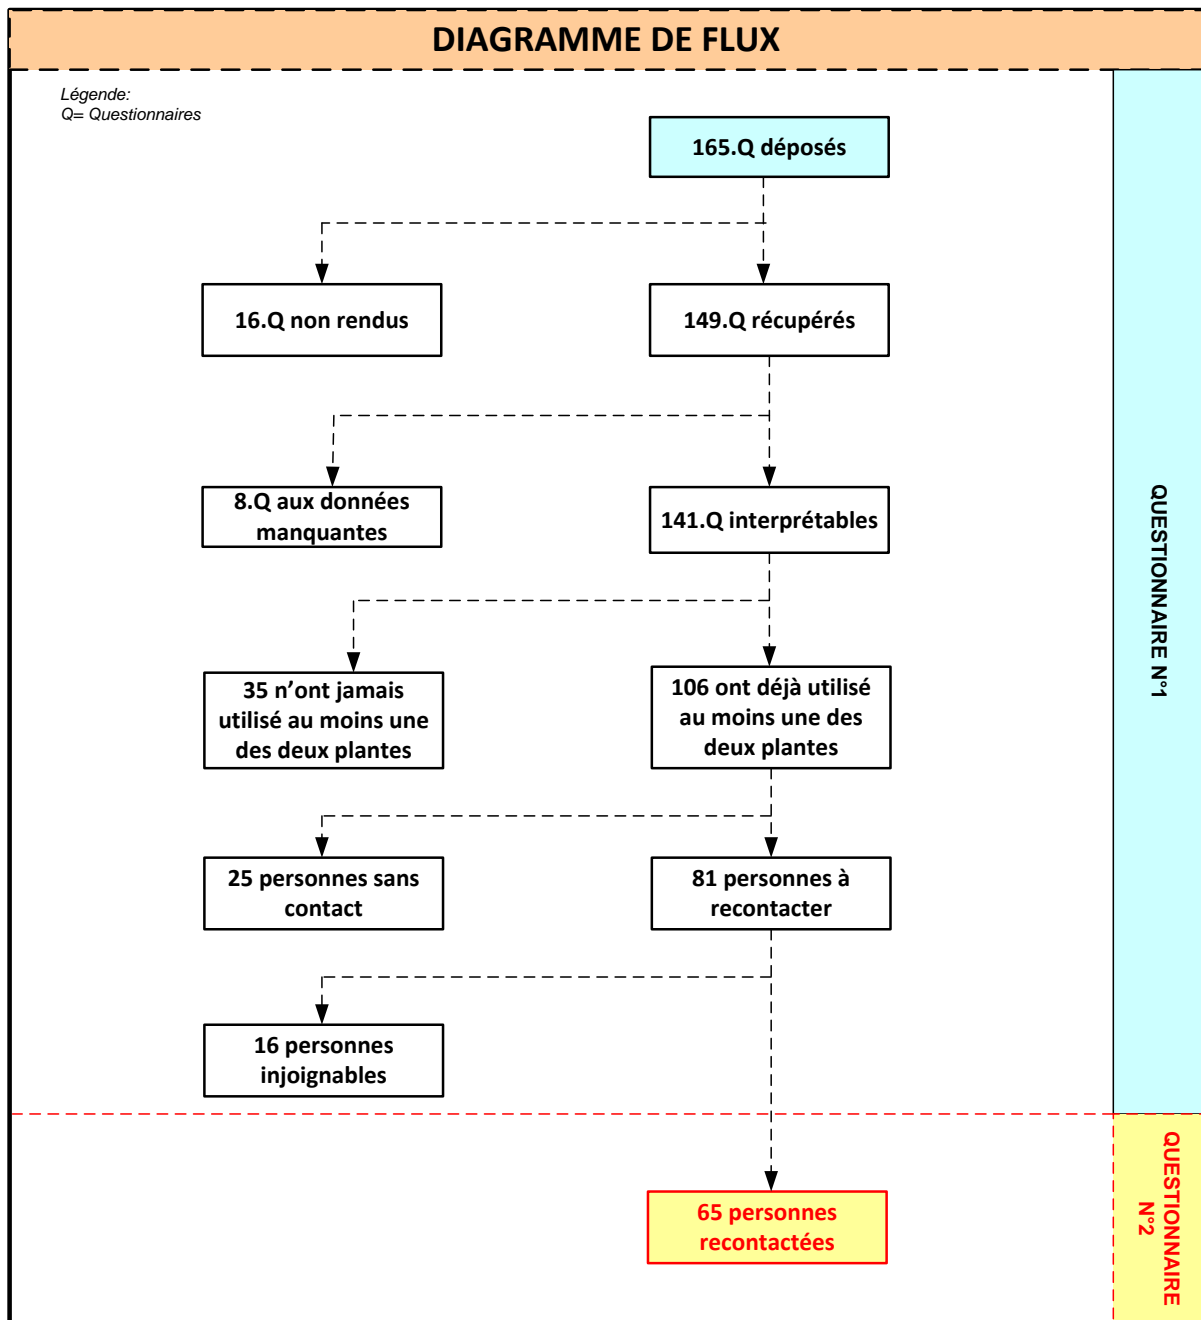 DIAGRAMME DE FLUX
Légende:
Q= Questionnaires
165.Q déposés
16.Q non rendus
149.Q récupérés
8.Q aux données
manquantes
141.Q interprétables
35 n’ont jamais
utilisé au moins une
des deux plantes
106 ont déjà utilisé
au moins une des
deux plantes
25 personnes sans
contact
81 personnes à
recontacter
16 personnes
injoignables
65 personnes
recontactées
QUESTIONNAIRE N°1
QUESTIONNAIRE
N°2